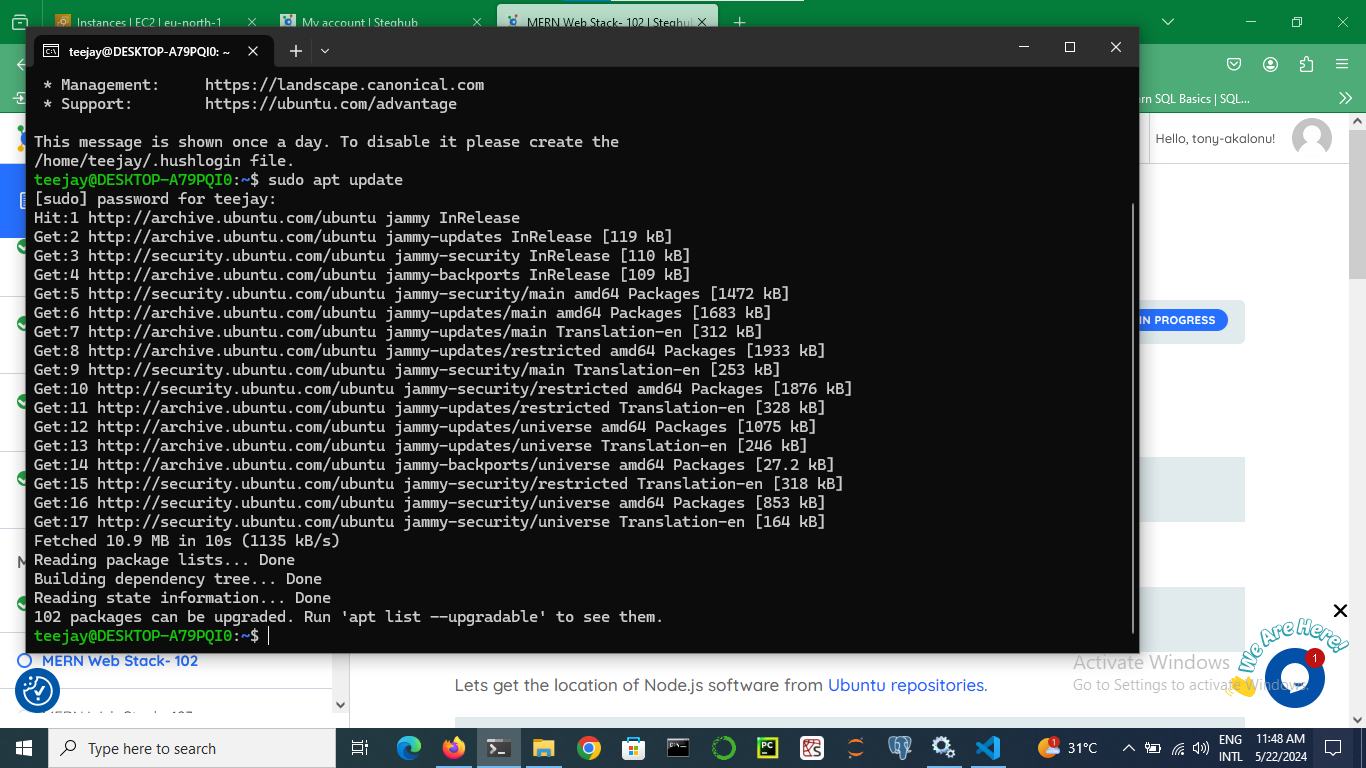 Instances | EC2 | eu-north-1
My account | Steghub
MERN Web Stack- 102 | Steghub
teejay@DESKTOP-A79PQI0: ~
* Management: https://landscape.canonical.com
* Support: https://ubuntu.com/advantage
This message is shown once a day. To disable it please create the
/home/teejay/.hushlogin file.
teejay@DESKTOP-A79PQI0:~$ sudo apt update
[sudo] password for teejay:
Hit:1 http://archive.ubuntu.com/ubuntu jammy InRelease
Get:2 http://archive.ubuntu.com/ubuntu jammy-updates InRelease [119 kB]
Get:3 http://security.ubuntu.com/ubuntu jammy-security InRelease [110 kB]
Get:4 http://archive.ubuntu.com/ubuntu jammy-backports InRelease [109 kB]
Get:5 http://security.ubuntu.com/ubuntu jammy-security/main amd64 Packages [1472 kB]
Get:6 http://archive.ubuntu.com/ubuntu jammy-updates/main amd64 Packages [1683 kB]
Get:7 http://archive.ubuntu.com/ubuntu jammy-updates/main Translation-en [312 kB]
Get:8 http://archive.ubuntu.com/ubuntu jammy-updates/restricted amd64 Packages [1933 kB]
Get:9 http://security.ubuntu.com/ubuntu jammy-security/main Translation-en [253 kB]
Get:10 http://security.ubuntu.com/ubuntu jammy-security/restricted amd64 Packages [1876 kB]
Get:11 http://archive.ubuntu.com/ubuntu jammy-updates/restricted Translation-en [328 kB]
Get:12 http://archive.ubuntu.com/ubuntu jammy-updates/universe amd64 Packages [1075 kB]
Get:13 http://archive.ubuntu.com/ubuntu jammy-updates/universe Translation-en [246 kB]
Get:14 http://archive.ubuntu.com/ubuntu jammy-backports/universe amd64 Packages [27.2 kB]
Get:15 http://security.ubuntu.com/ubuntu jammy-security/restricted Translation-en [318 kB]
Get:16 http://security.ubuntu.com/ubuntu jammy-security/universe amd64 Packages [853 kB]
Get:17 http://security.ubuntu.com/ubuntu jammy-security/universe Translation-en [164 kB]
Fetched 10.9 MB in 10s (1135 kB/s)
Reading package lists... Done
Building dependency tree... Done
Reading state information... Done
102 packages can be upgraded. Run 'apt list --upgradable' to see them.
teejay@DESKTOP-A79PQI0:~$
SQL Basics | SQL...
Hello, tony-akalonu!
IN PROGRESS
MERN Web Stack- 102
Lets get the location of Node.js software from Ubuntu repositories.
We Are Here!
1
Activate Windows
Go to Settings to activate Windows.
Type here to search
1
31°C
ENG
INTL
11:48 AM
5/22/2024